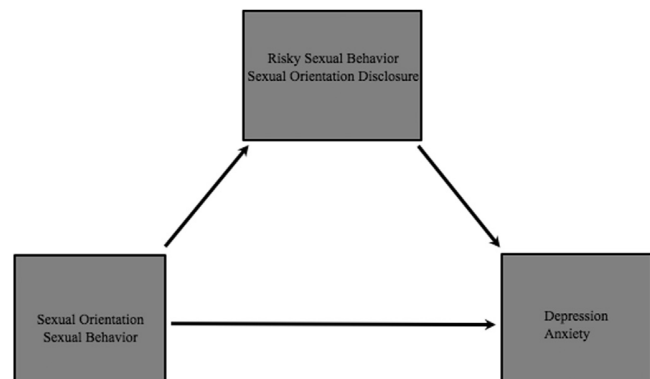 Risky Sexual Behavior
Sexual Orientation Disclosure
Sexual Orientation
Sexual Behavior
Depression
Anxiety